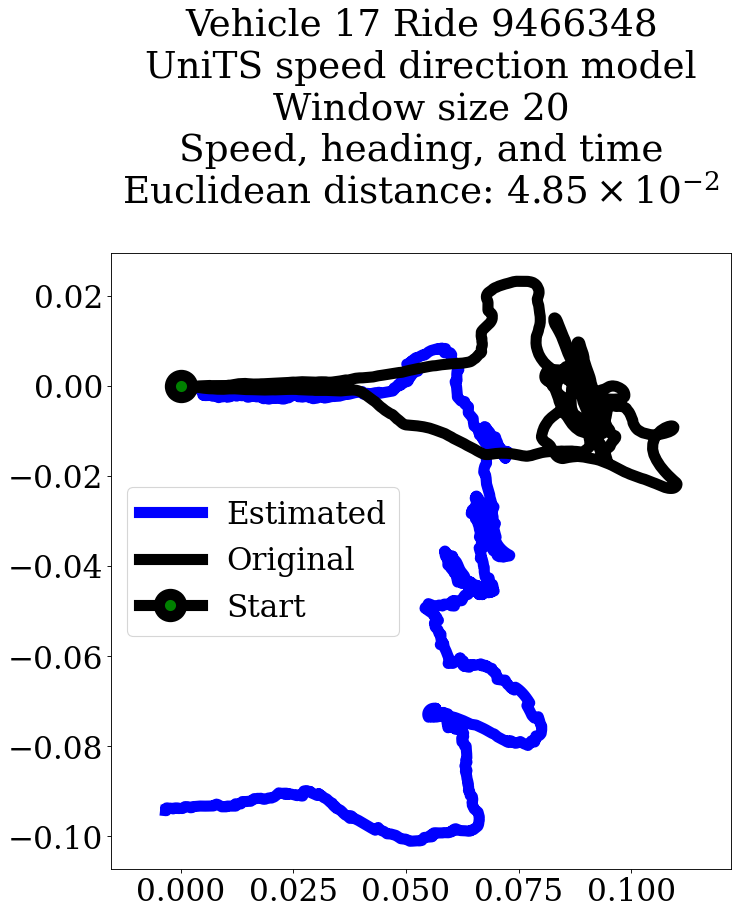 Vehicle 17 Ride 9466348
UniTS speed direction model
Window size 20
Speed, heading, and time
Euclidean distance: 4.85 × 10⁻²
0.02
0.00
−0.02
−0.04
−0.06
−0.08
−0.10
Estimated
Original
Start
0.000 0.025 0.050 0.075 0.100